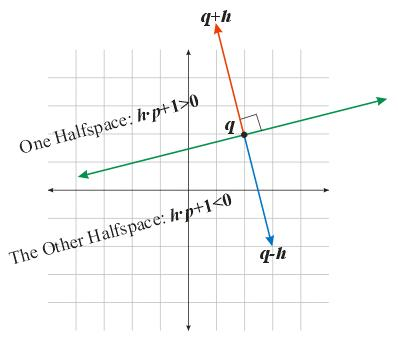 q+h
One Halfspace: h·p+1>0
q
The Other Halfspace: h·p+1<0
q-h